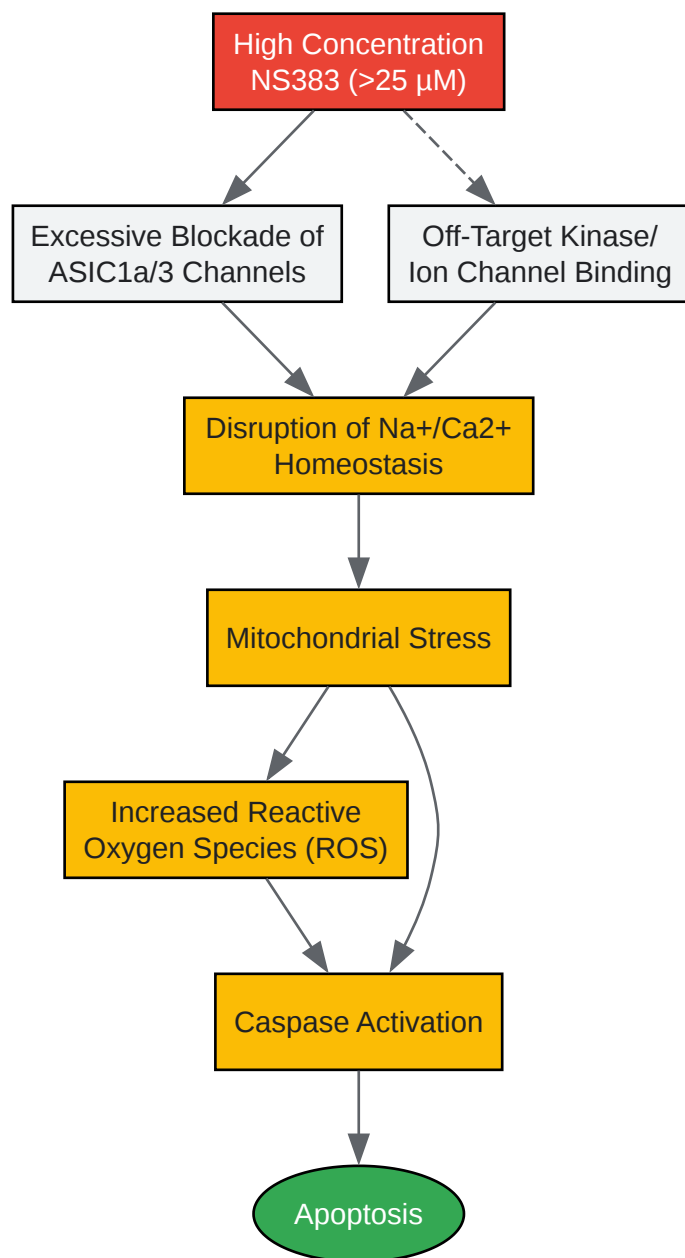 High Concentration
NS383 (>25 µM)
Excessive Blockade of
ASIC1a/3 Channels
Off-Target Kinase/
Ion Channel Binding
Disruption of Na+/Ca2+
Homeostasis
Mitochondrial Stress
Increased Reactive
Oxygen Species (ROS)
Caspase Activation
Apoptosis